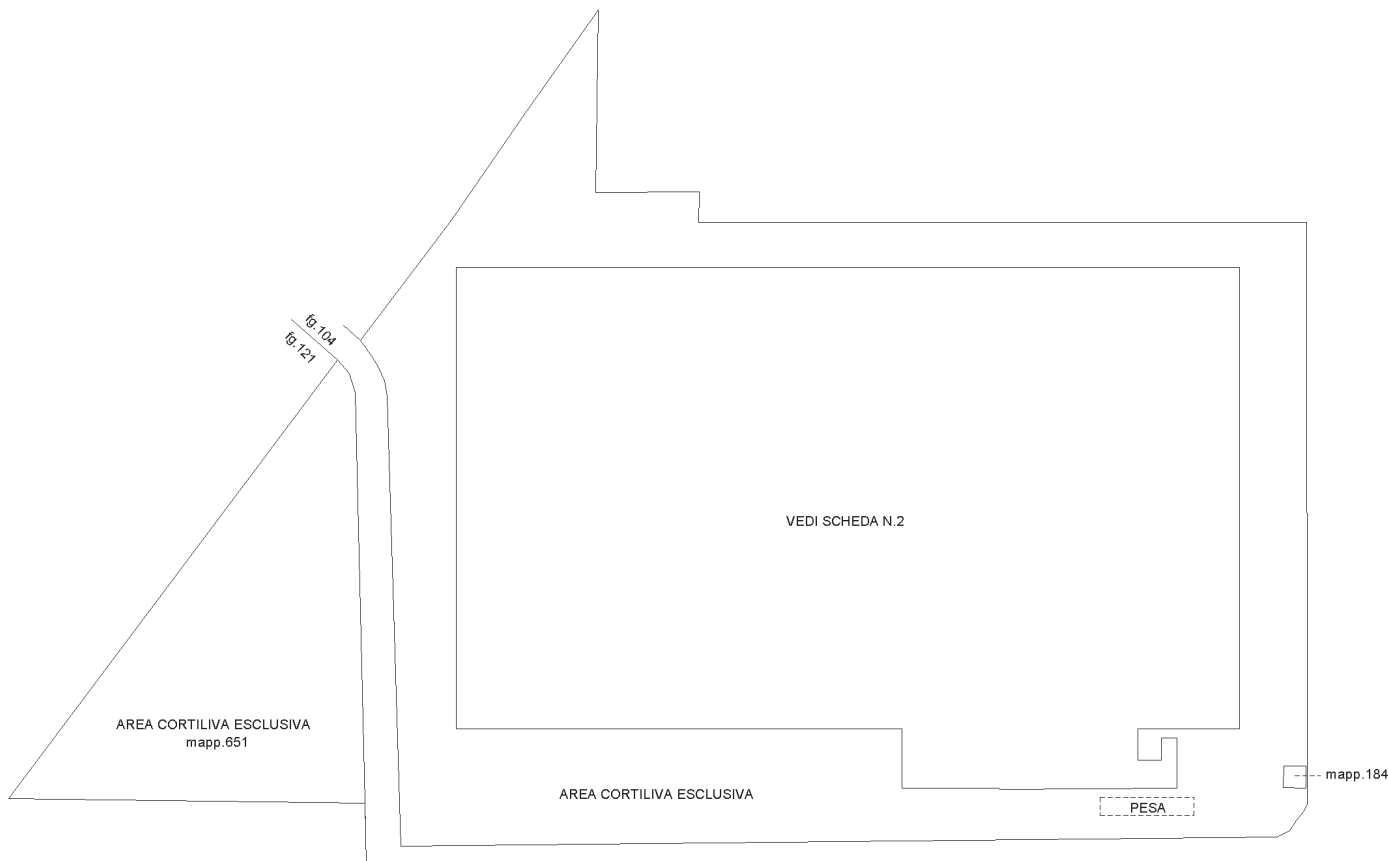 fg.104
fg.121
VEDI SCHEDA N.2
AREA CORTILIVA ESCLUSIVA
mapp.651
AREA CORTILIVA ESCLUSIVA
mapp.184
PESA